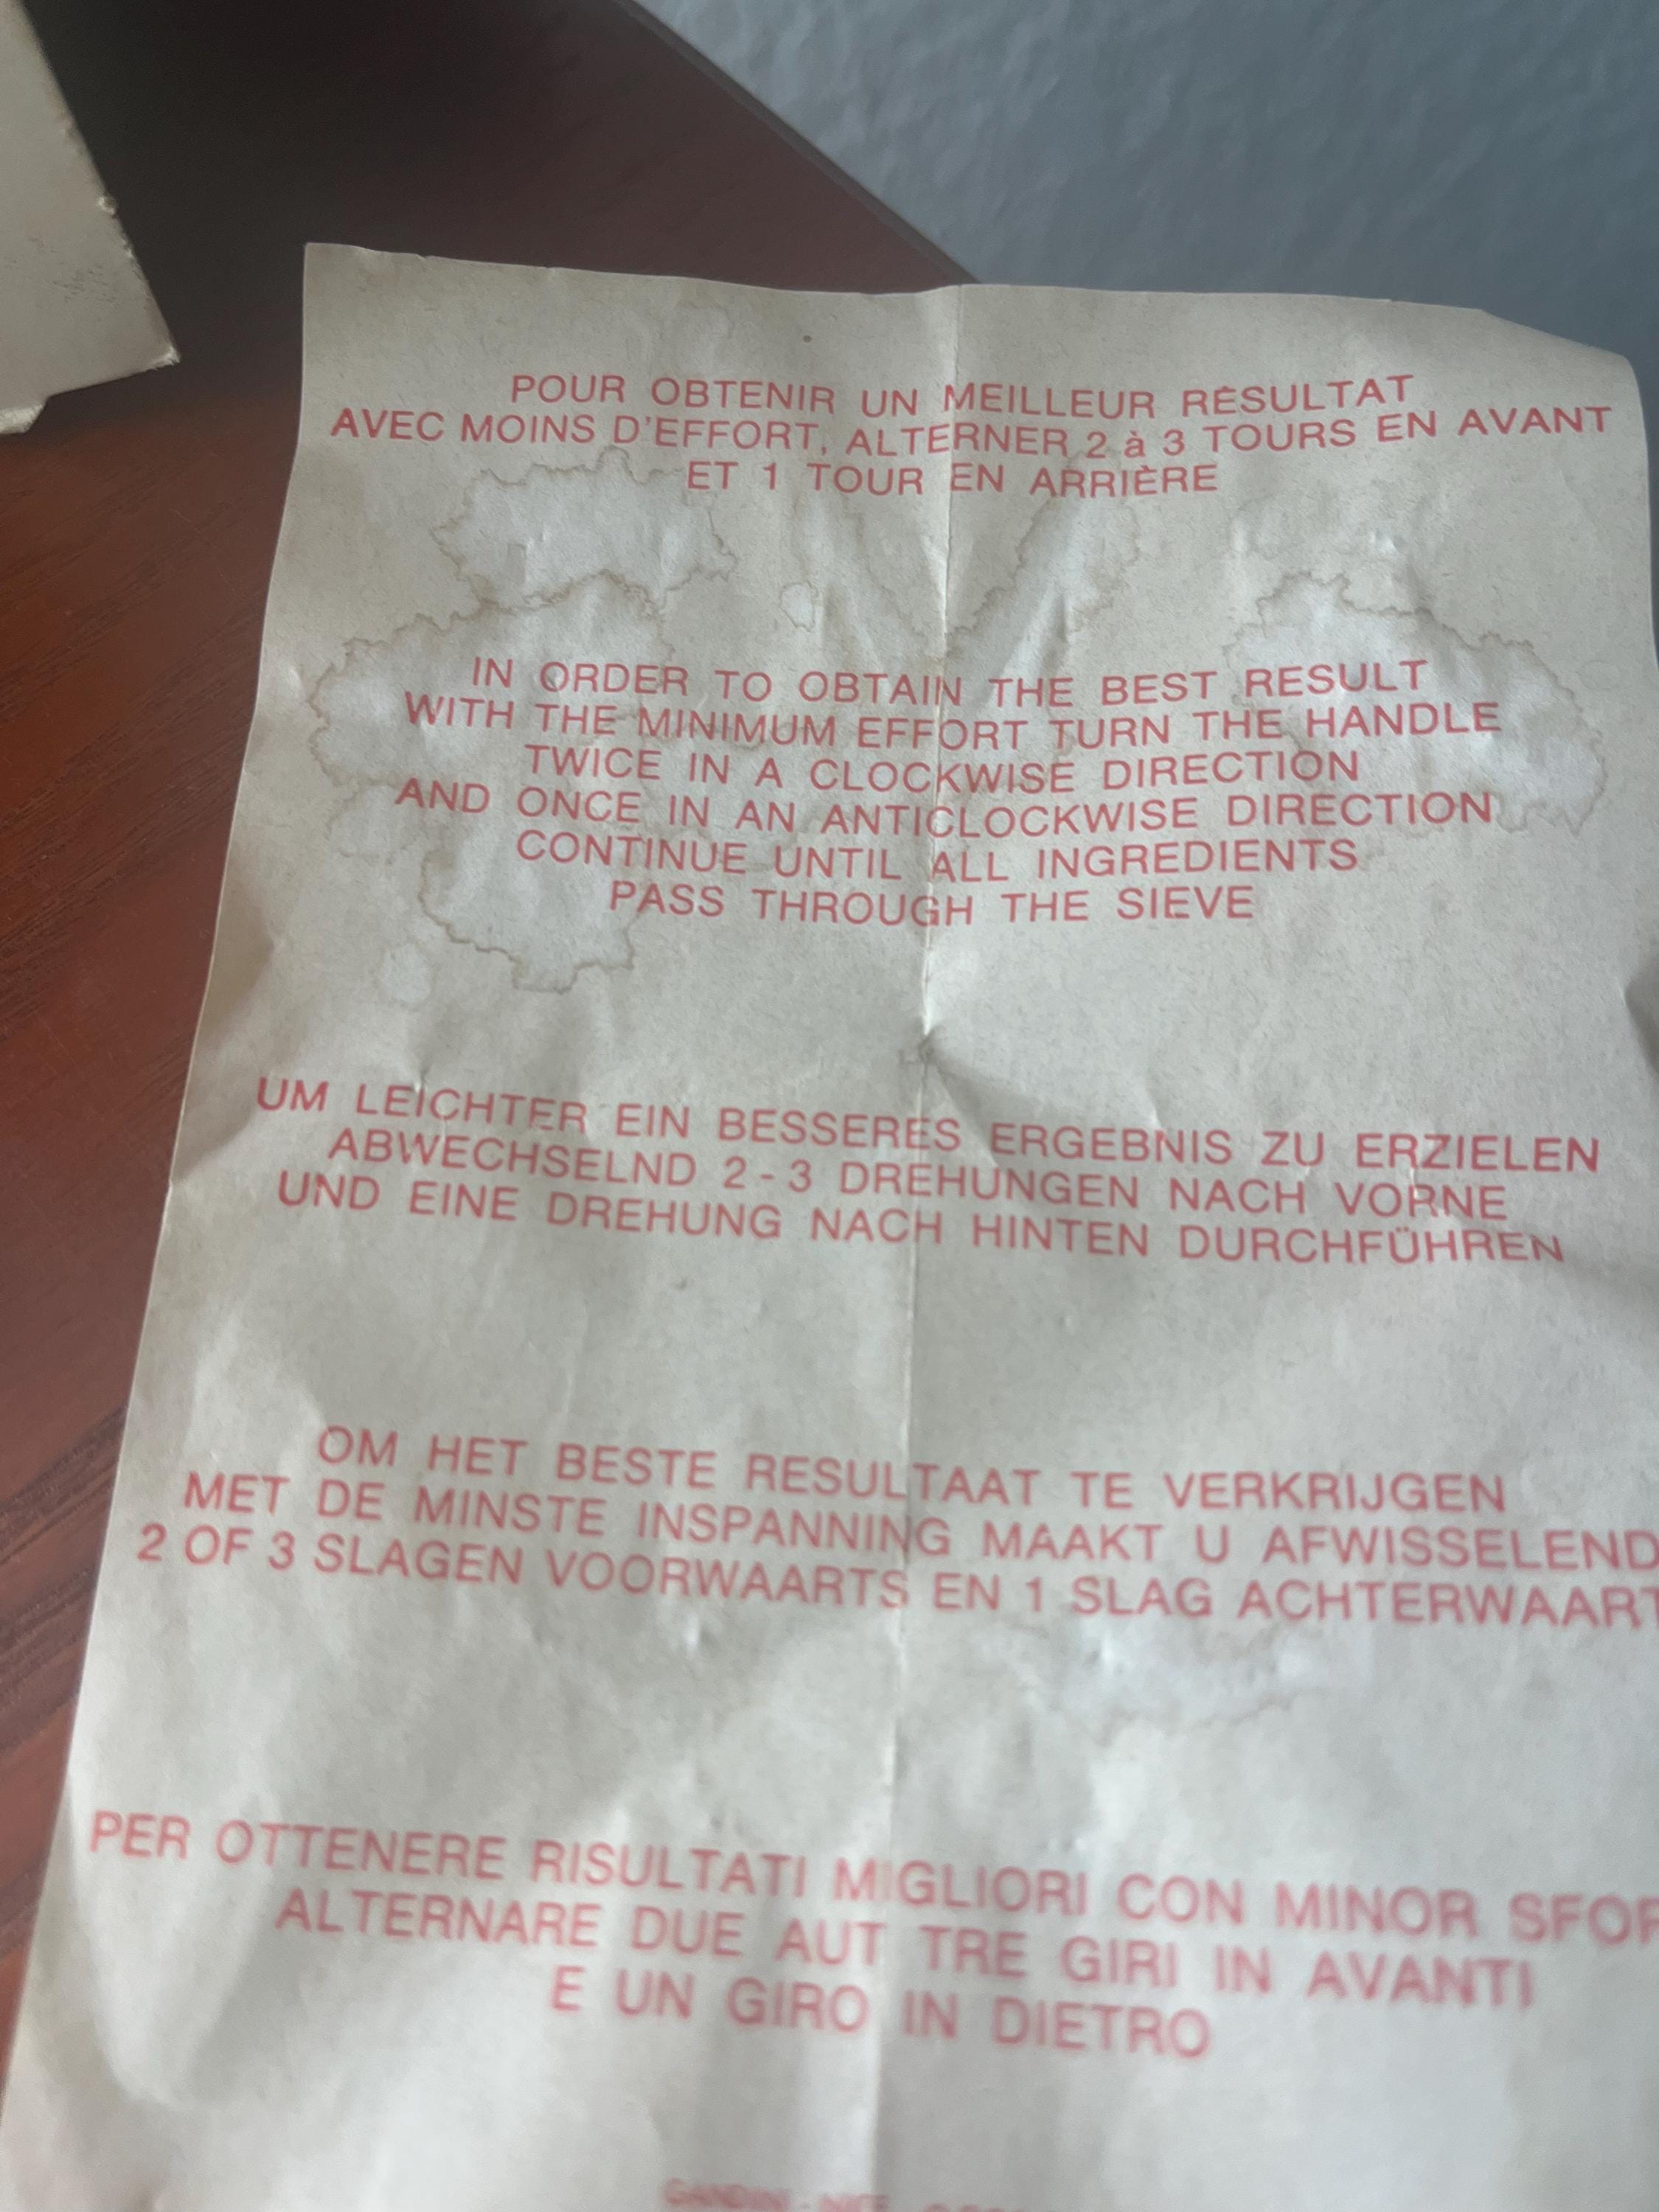 POUR OBTENIR UN MEILLEUR RÉSULTAT
AVEC MOINS D'EFFORT, ALTERNER 2 à 3 TOURS EN AVANT
ET 1 TOUR EN ARRIÈRE
IN ORDER TO OBTAIN THE BEST RESULT
WITH THE MINIMUM EFFORT TURN THE HANDLE
TWICE IN A CLOCKWISE DIRECTION
AND ONCE IN AN ANTICLOCKWISE DIRECTION
CONTINUE UNTIL ALL INGREDIENTS
PASS THROUGH THE SIEVE
UM LEICHTER EIN BESSERES ERGEBNIS ZU ERZIELEN
ABWECHSELND 2-3 DREHUNGEN NACH VORNE
UND EINE DREHUNG NACH HINTEN DURCHFÜHREN
OM HET BESTE RESULTAAT TE VERKRIJGEN
MET DE MINSTE INSPANNING MAAKT U AFWISSELEND
2 OF 3 SLAGEN VOORWAARTS EN 1 SLAG ACHTERWAART
PER OTTENERE RISULTATI MIGLIORI CON MINOR SFOR
ALTERNARE DUE AUT TRE GIRI IN AVANTI
E UN GIRO IN DIETRO
GANDINI - NICE